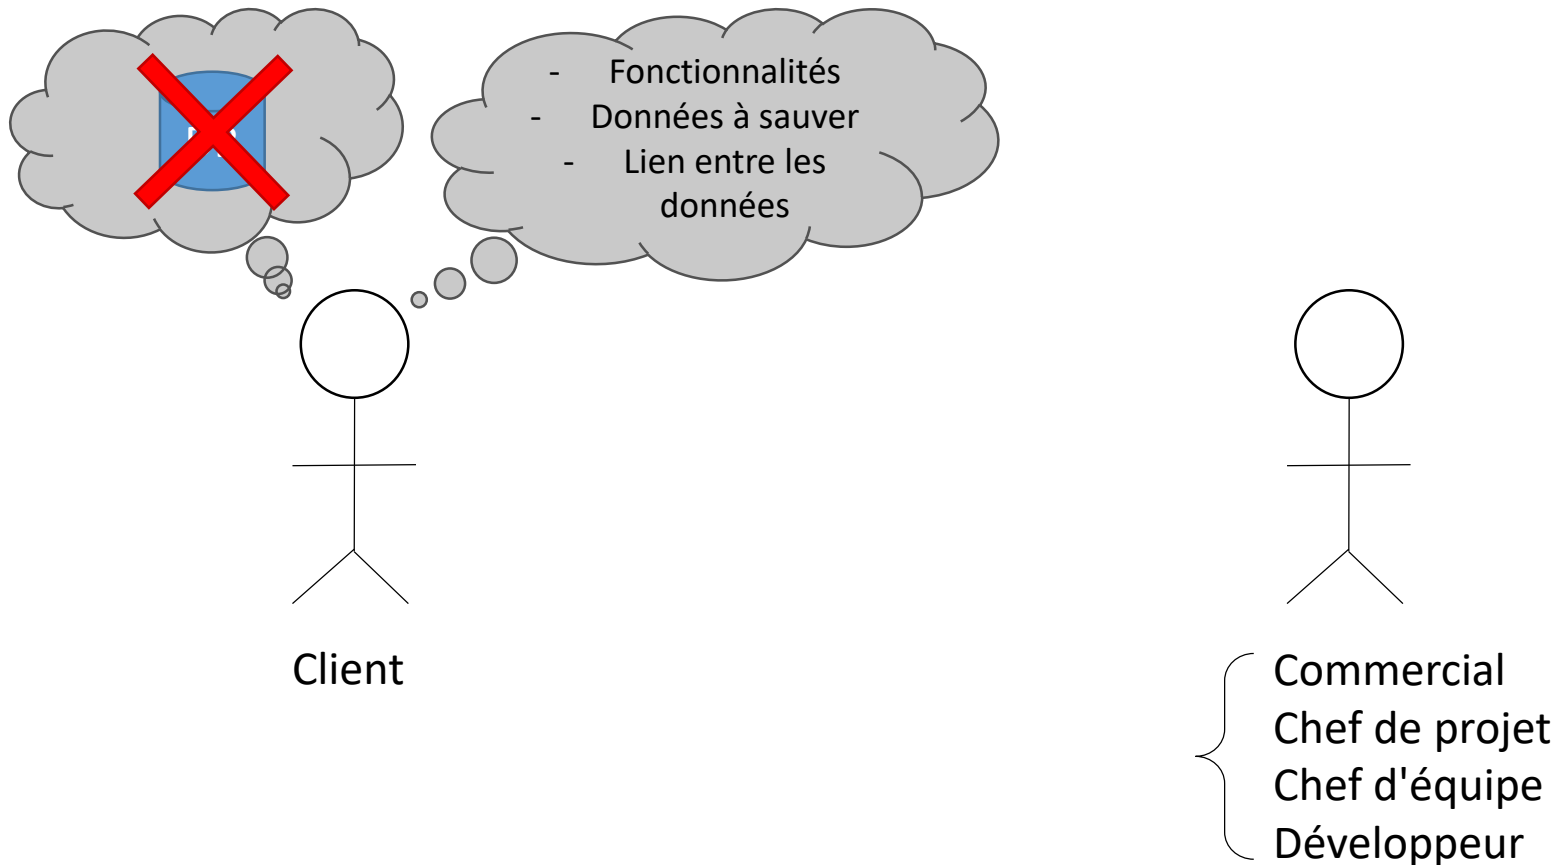 - Fonctionnalités
- Données à sauver
- Lien entre les
données
Client
Commercial
Chef de projet
Chef d'équipe
Développeur